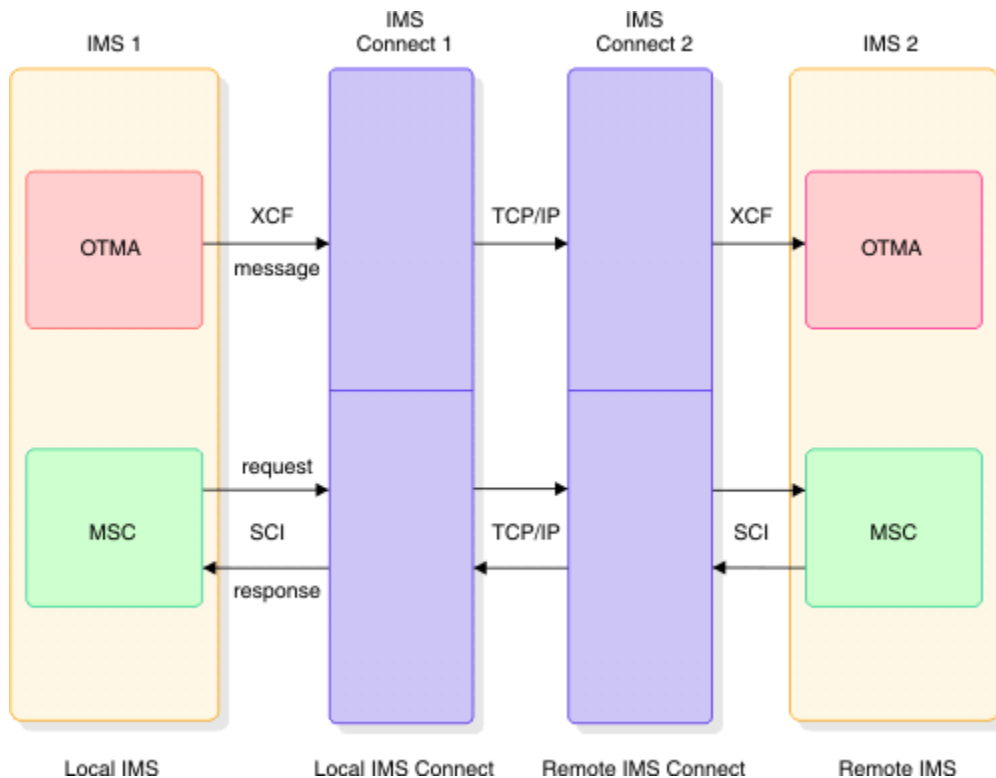 IMS 1
IMS
Connect 1
IMS
Connect 2
IMS 2
OTMA
XCF
message
TCP/IP
XCF
OTMA
MSC
request
SCI
response
TCP/IP
SCI
MSC
Local IMS
Local IMS Connect
Remote IMS Connect
Remote IMS